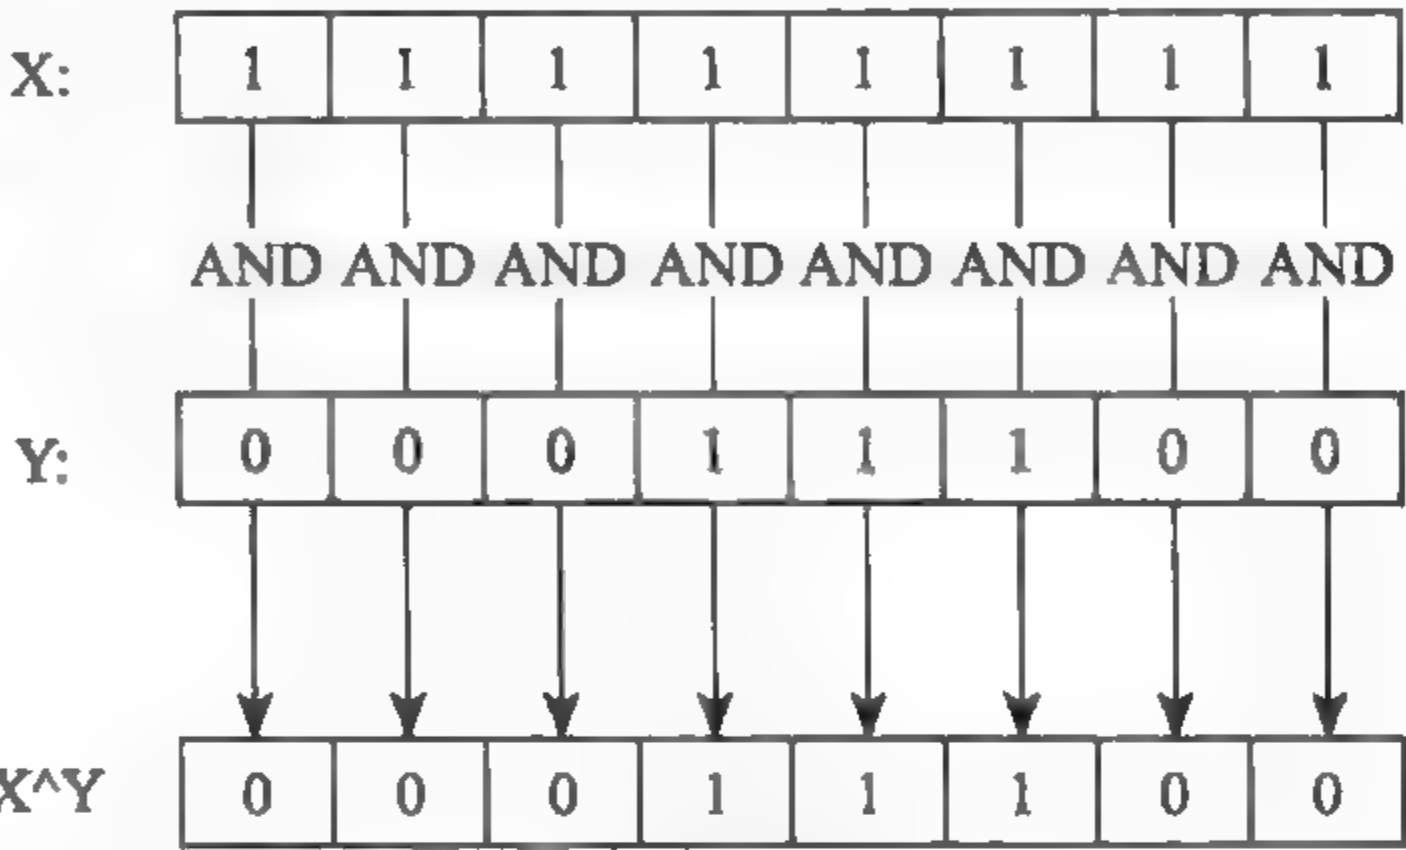 X: 1 1 1 1 1 1 1 1
AND AND AND AND AND AND AND AND
Y: 0 0 0 1 1 1 0 0
X^Y 0 0 0 1 1 1 0 0